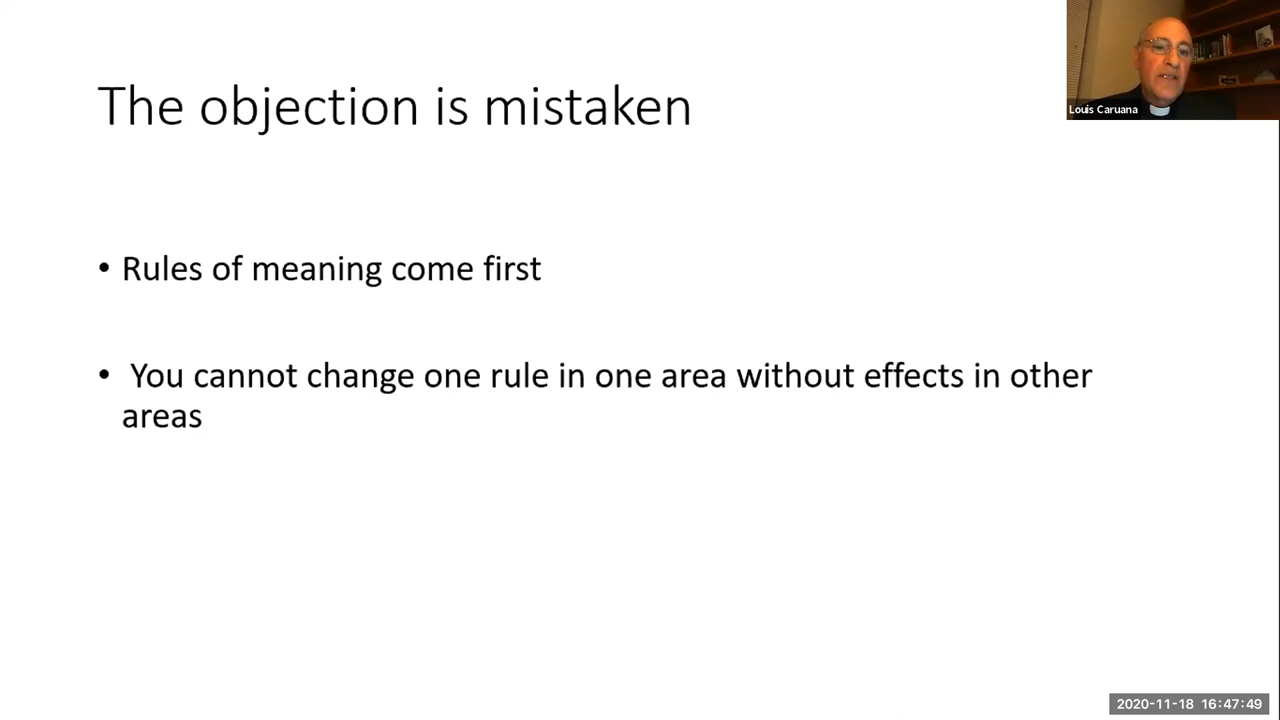 The objection is mistaken
Louis Caruana
• Rules of meaning come first
• You cannot change one rule in one area without effects in other
areas
2020-11-18 16:47:49